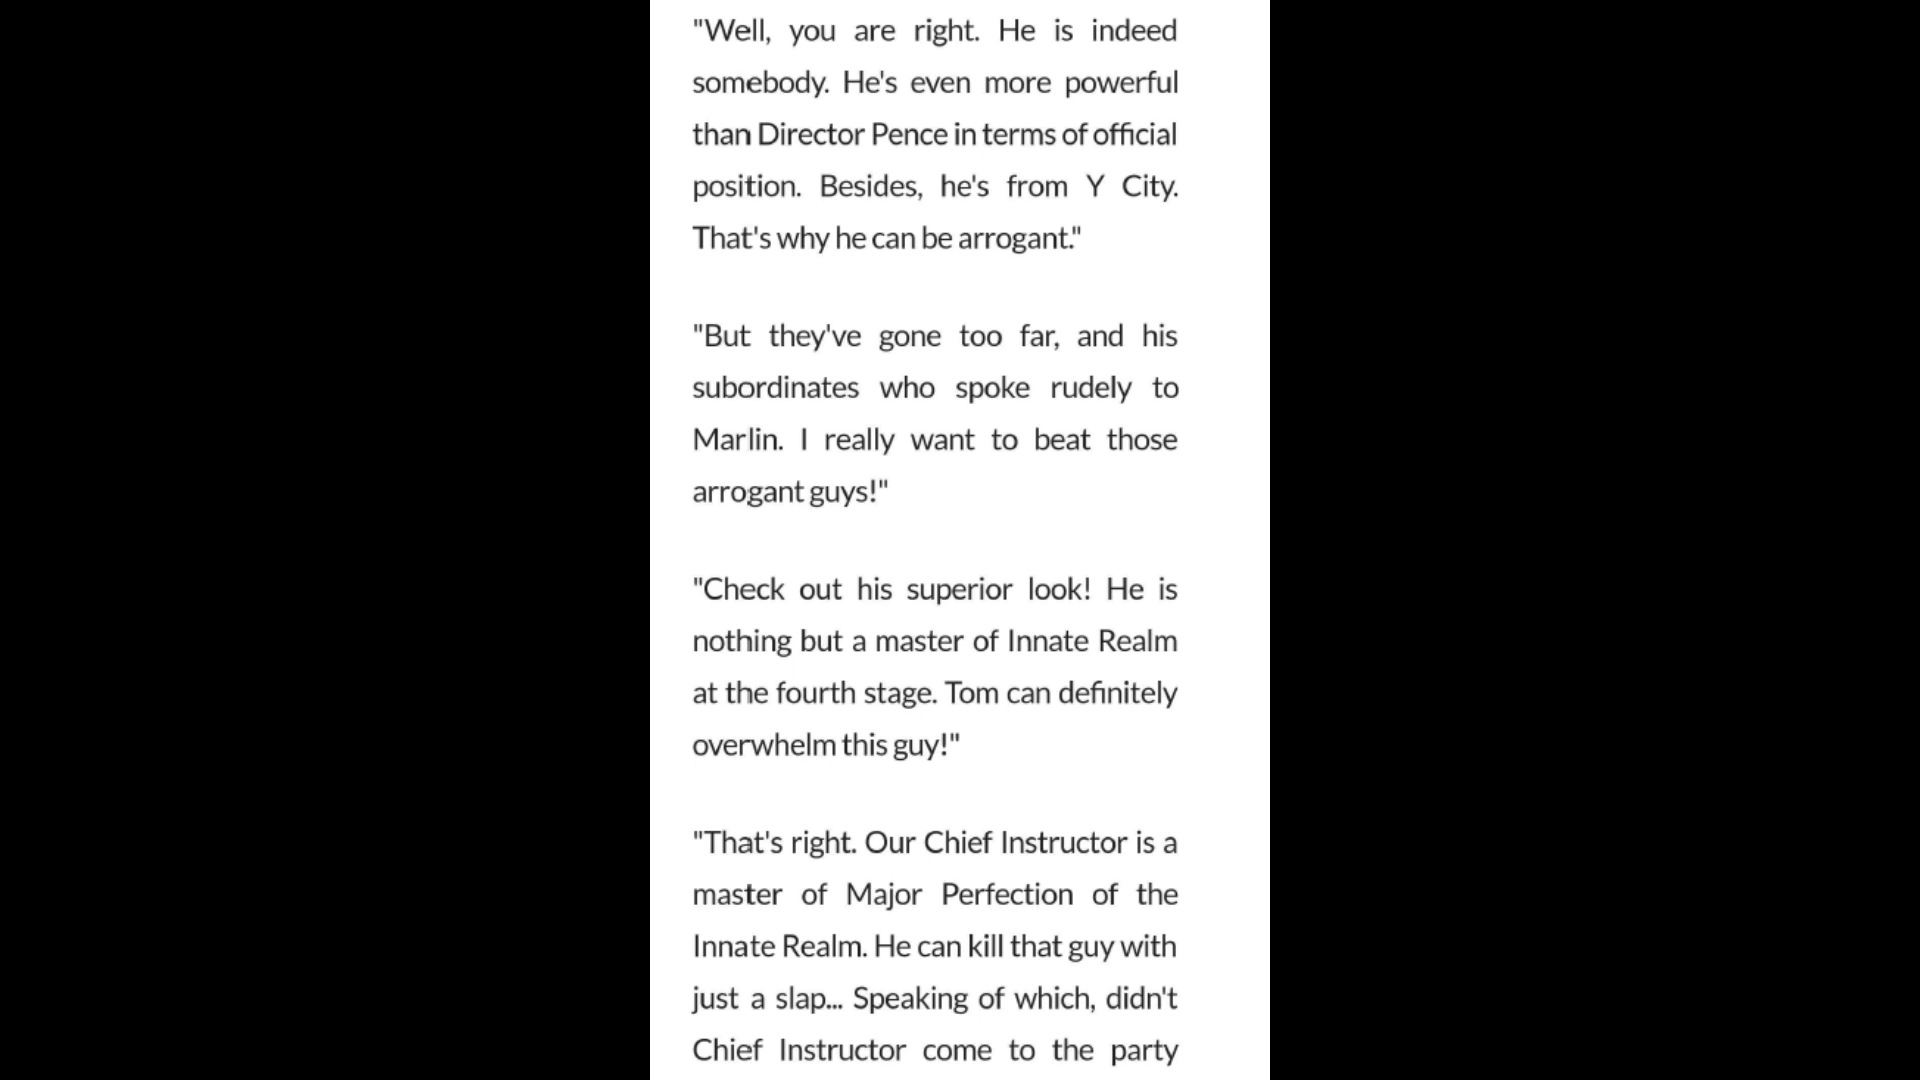 "Well, you are right. He is indeed
somebody. He's even more powerful
than Director Pence in terms of official
position. Besides, he's from Y City.
That's why he can be arrogant."
"But they've gone too far, and his
subordinates who spoke rudely to
Marlin. I really want to beat those
arrogant guys!"
"Check out his superior look! He is
nothing but a master of Innate Realm
at the fourth stage. Tom can definitely
overwhelm this guy!"
"That's right. Our Chief Instructor is a
master of Major Perfection of the
Innate Realm. He can kill that guy with
just a slap... Speaking of which, didn't
Chief Instructor come to the party